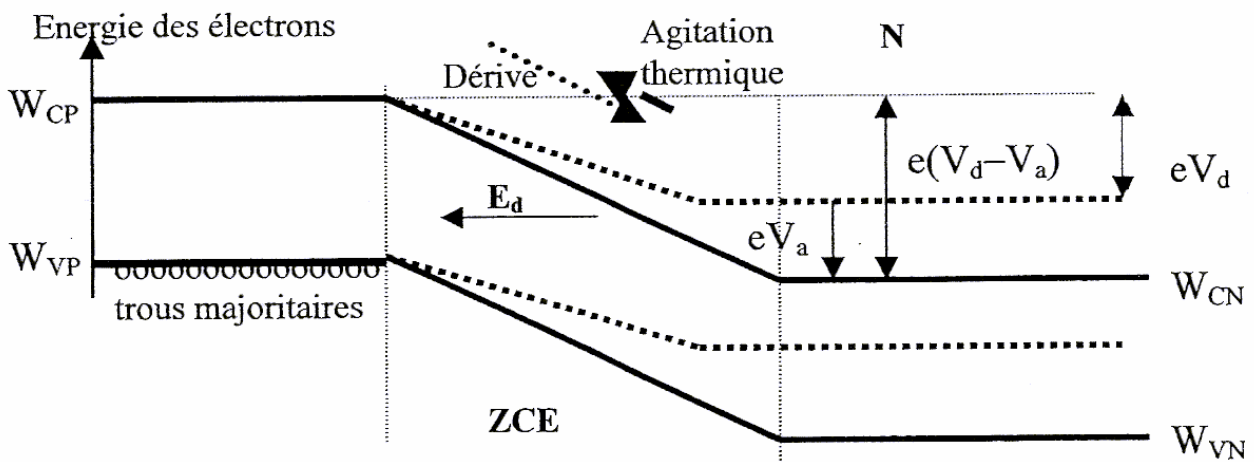 Energie des électrons
Agitation
thermique
N
Dérive
W_CP
e(V_d–V_a)
eV_d
E_d
eV_a
W_VP
W_CN
trous majoritaires
ZCE
W_VN